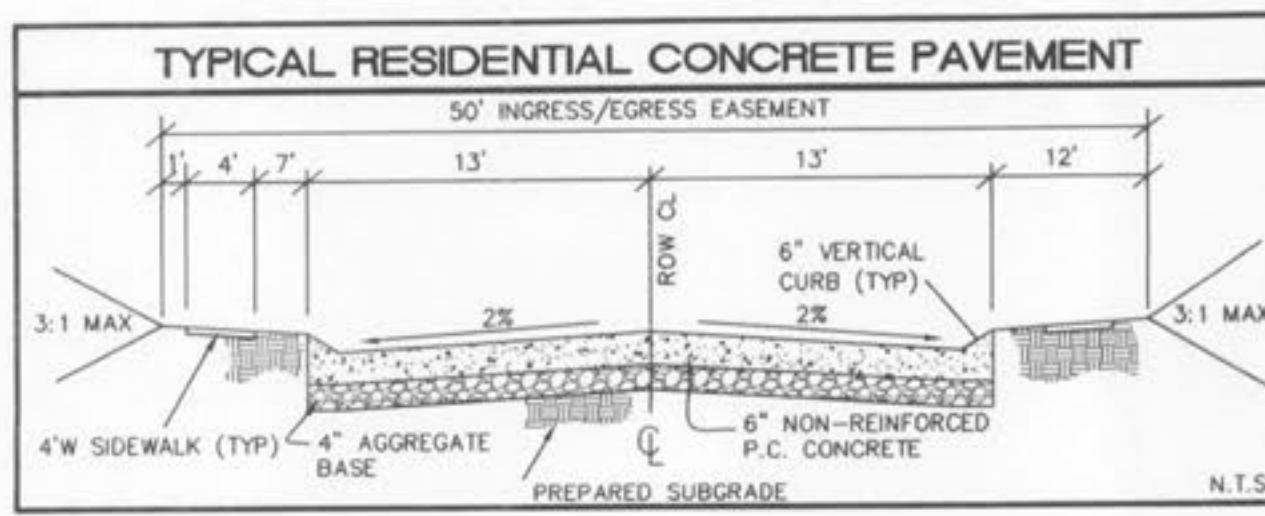 TYPICAL RESIDENTIAL CONCRETE PAVEMENT
50' INGRESS/EGRESS EASEMENT
1' 4' 7' 13' 13' 12'
ROW CL
6" VERTICAL
CURB (TYP)
3:1 MAX
2%
2%
3:1 MAX
4'W SIDEWALK (TYP)
4" AGGREGATE
BASE
CL
6" NON-REINFORCED
P.C. CONCRETE
PREPARED SUBGRADE
N.T.S